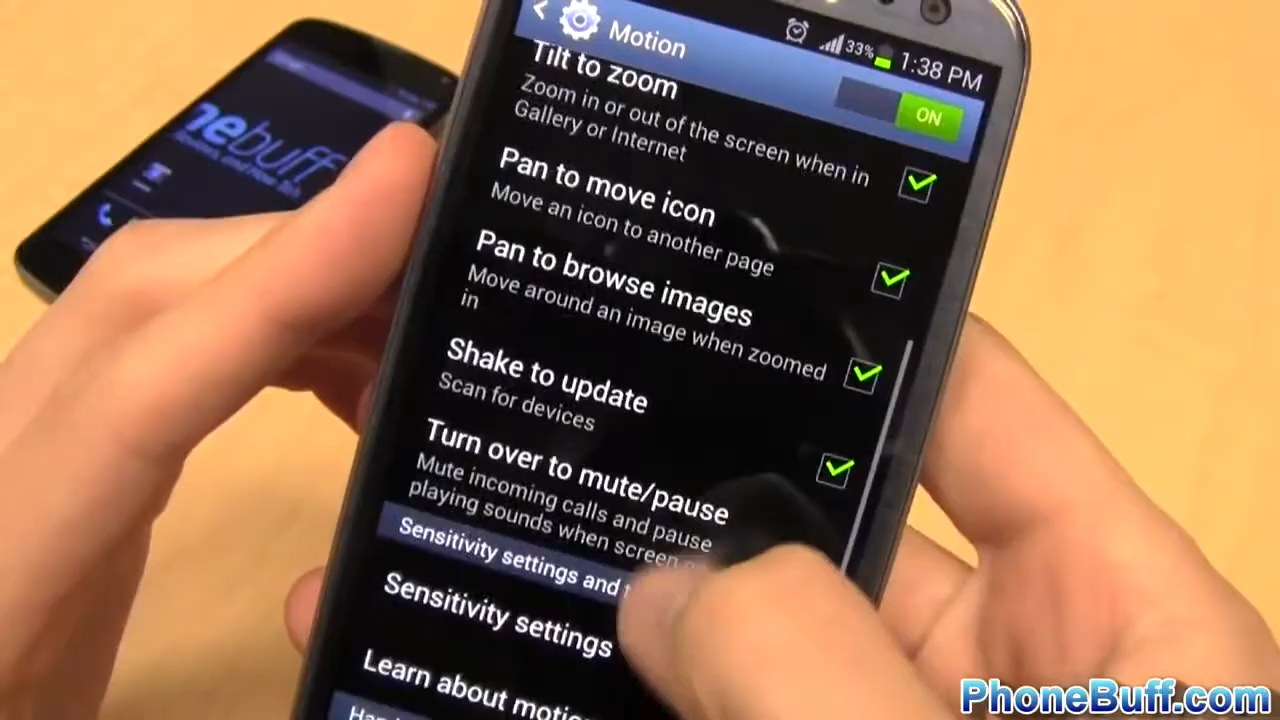 Motion
33%
1:38 PM
ON
Tilt to zoom
Zoom in or out of the screen when in
Gallery or Internet
Pan to move icon
Move an icon to another page
Pan to browse images
Move around an image when zoomed
in
Shake to update
Scan for devices
Turn over to mute/pause
Mute incoming calls and pause
playing sounds when screen
Sensitivity settings and
Sensitivity settings
Learn about
nebuff
PhoneBuff.com